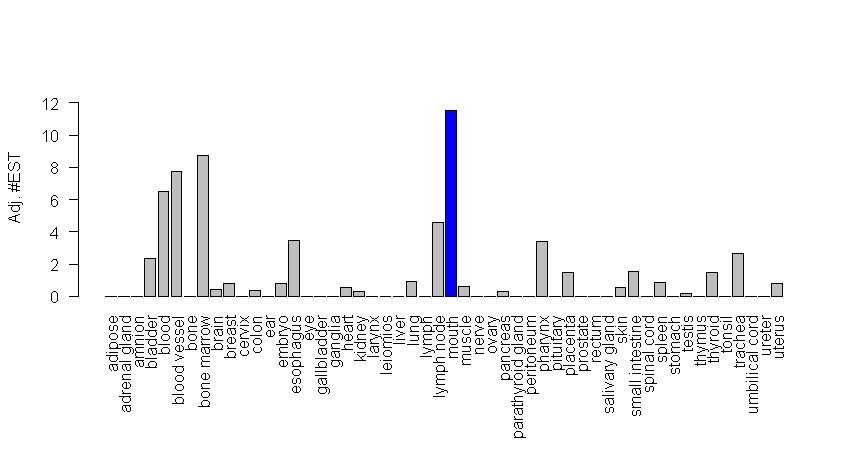 Adj. #EST
12
10
8
6
4
2
0
adipose
adrenal gland
amnion
bladder
blood
blood vessel
bone
bone marrow
brain
breast
cervix
colon
ear
embryo
esophagus
eye
gallbladder
ganglia
heart
kidney
larynx
leiomios
liver
lung
lymph
lymph node
mouth
muscle
nerve
ovary
pancreas
parathyroid gland
peritoneum
pharynx
pituitary
placenta
prostate
rectum
salivary gland
skin
small intestine
spinal cord
spleen
stomach
testis
thymus
thyroid
tonsil
trachea
umbilical cord
ureter
uterus